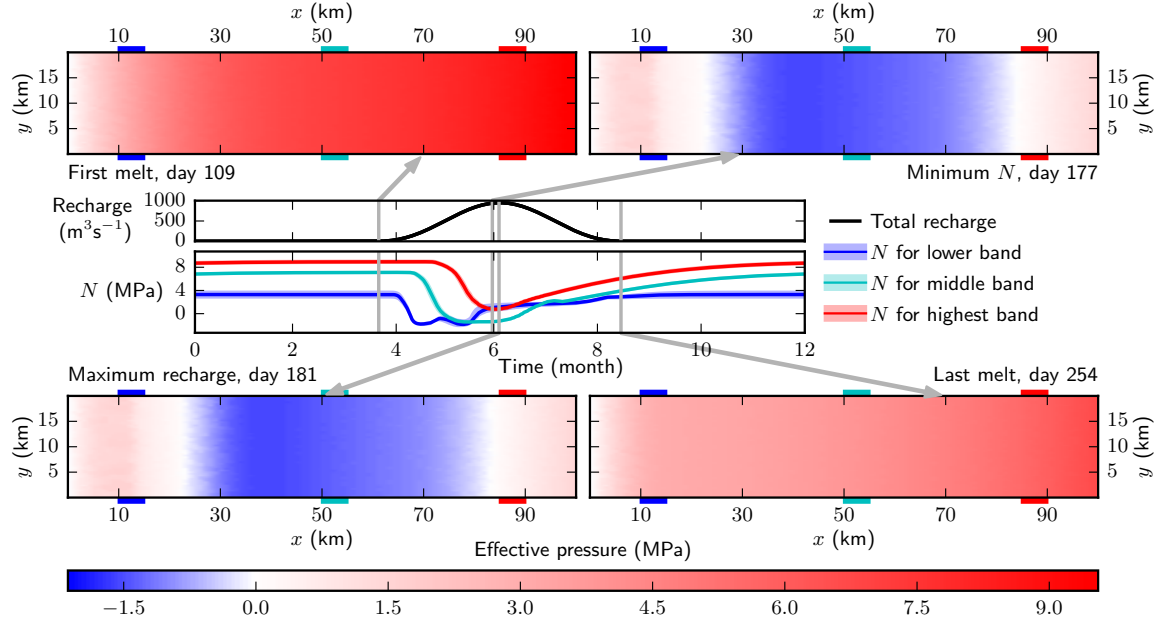 x (km) x (km)
10 30 50 70 90 10 30 50 70 90
y (km) 15 10 5 15 10 5 y (km)
First melt, day 109 Minimum N, day 177
Recharge (m³s⁻¹) 1000 500 0
Total recharge
N for lower band
N for middle band
N for highest band
N (MPa) 8 4 0
0 2 4 6 8 10 12
Time (month)
Maximum recharge, day 181 Last melt, day 254
y (km) 15 10 5 15 10 5 y (km)
10 30 50 70 90 10 30 50 70 90
x (km) x (km)
Effective pressure (MPa)
−1.5 0.0 1.5 3.0 4.5 6.0 7.5 9.0